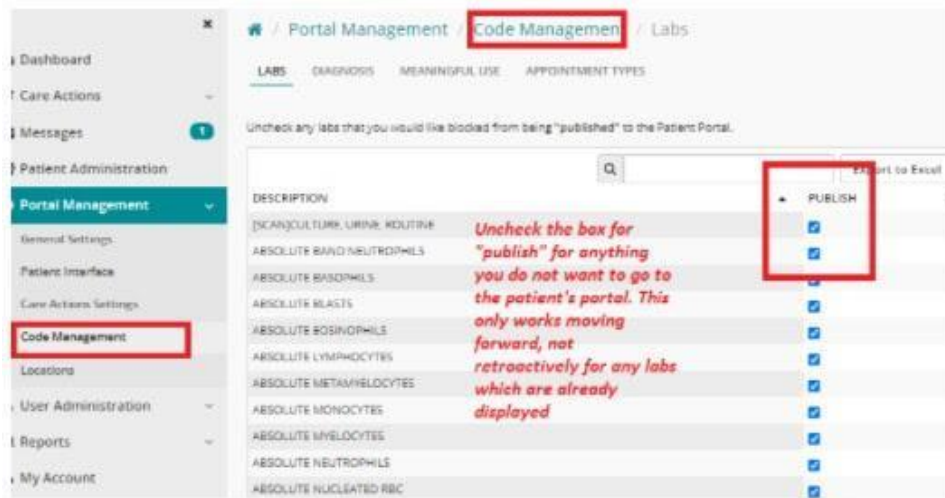 ×
/ Portal Management / Code Management / Labs
Dashboard
LABS DIAGNOSIS MEANINGFUL USE APPOINTMENT TYPES
Care Actions
Messages 1
Uncheck any labs that you would like blocked from being "published" to the Patient Portal.
Patient Administration
Export to Excel
Portal Management
DESCRIPTION PUBLISH
General Settings
Patient Interface
Care Actions Settings
Code Management
Locations
User Administration
Reports
My Account
[SCAN]CULTURE, URINE, ROUTINE
ABSOLUTE BAND NEUTROPHILS
ABSOLUTE BASOPHILS
ABSOLUTE BLASTS
ABSOLUTE EOSINOPHILS
ABSOLUTE LYMPHOCYTES
ABSOLUTE METAMYELOCYTES
ABSOLUTE MONOCYTES
ABSOLUTE MYELOCYTES
ABSOLUTE NEUTROPHILS
ABSOLUTE NUCLEATED RBC
Uncheck the box for
"publish" for anything
you do not want to go to
the patient's portal. This
only works moving
forward, not
retroactively for any labs
which are already
displayed